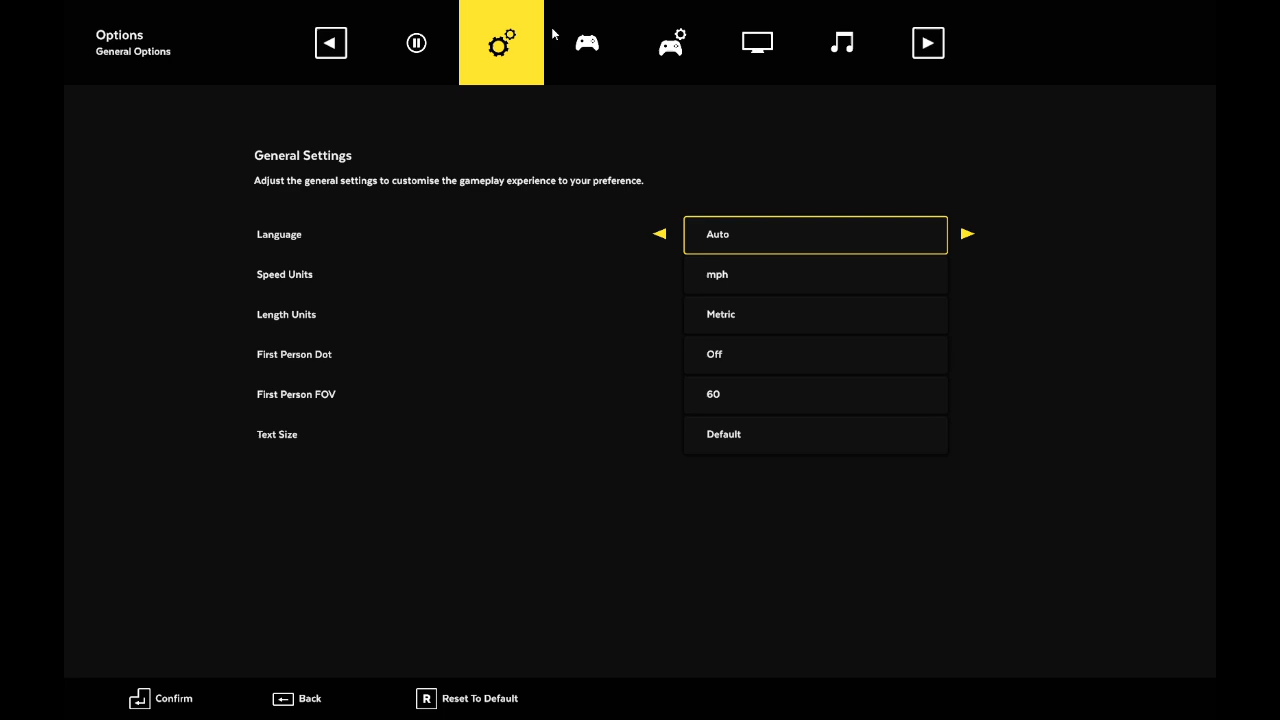 Options
General Options
General Settings
Adjust the general settings to customise the gameplay experience to your preference.
Language Auto
Speed Units mph
Length Units Metric
First Person Dot Off
First Person FOV 60
Text Size Default
Confirm Back R Reset To Default